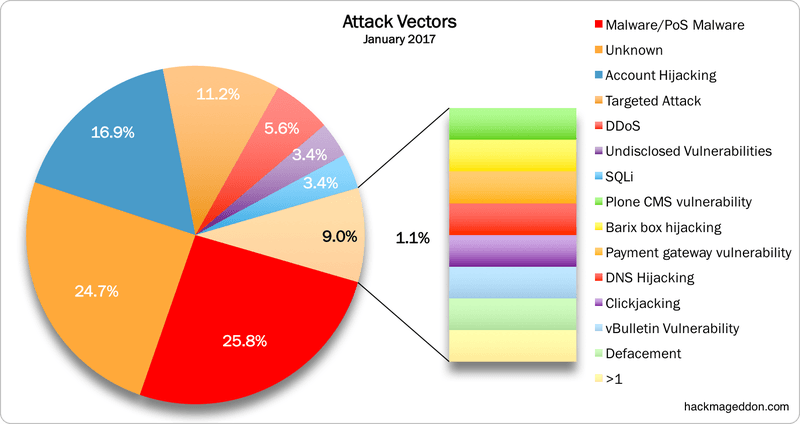 Attack Vectors
January 2017
11.2%
16.9%
5.6%
3.4%
3.4%
9.0%
1.1%
24.7%
25.8%
Malware/PoS Malware
Unknown
Account Hijacking
Targeted Attack
DDoS
Undisclosed Vulnerabilities
SQLi
Plone CMS vulnerability
Barix box hijacking
Payment gateway vulnerability
DNS Hijacking
Clickjacking
vBulletin Vulnerability
Defacement
>1
hackmageddon.com